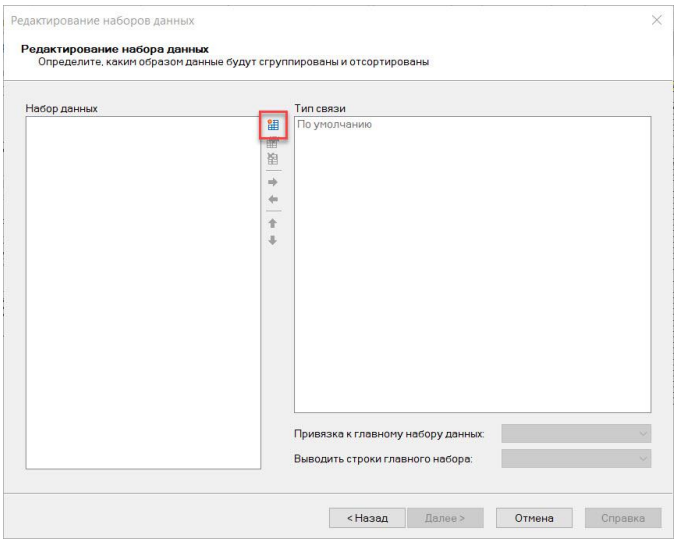 Редактирование наборов данных
Редактирование набора данных
Определите, каким образом данные будут сгруппированы и отсортированы
Набор данных
Тип связи
По умолчанию
Привязка к главному набору данных:
Выводить строки главного набора:
< Назад
Далее >
Отмена
Справка